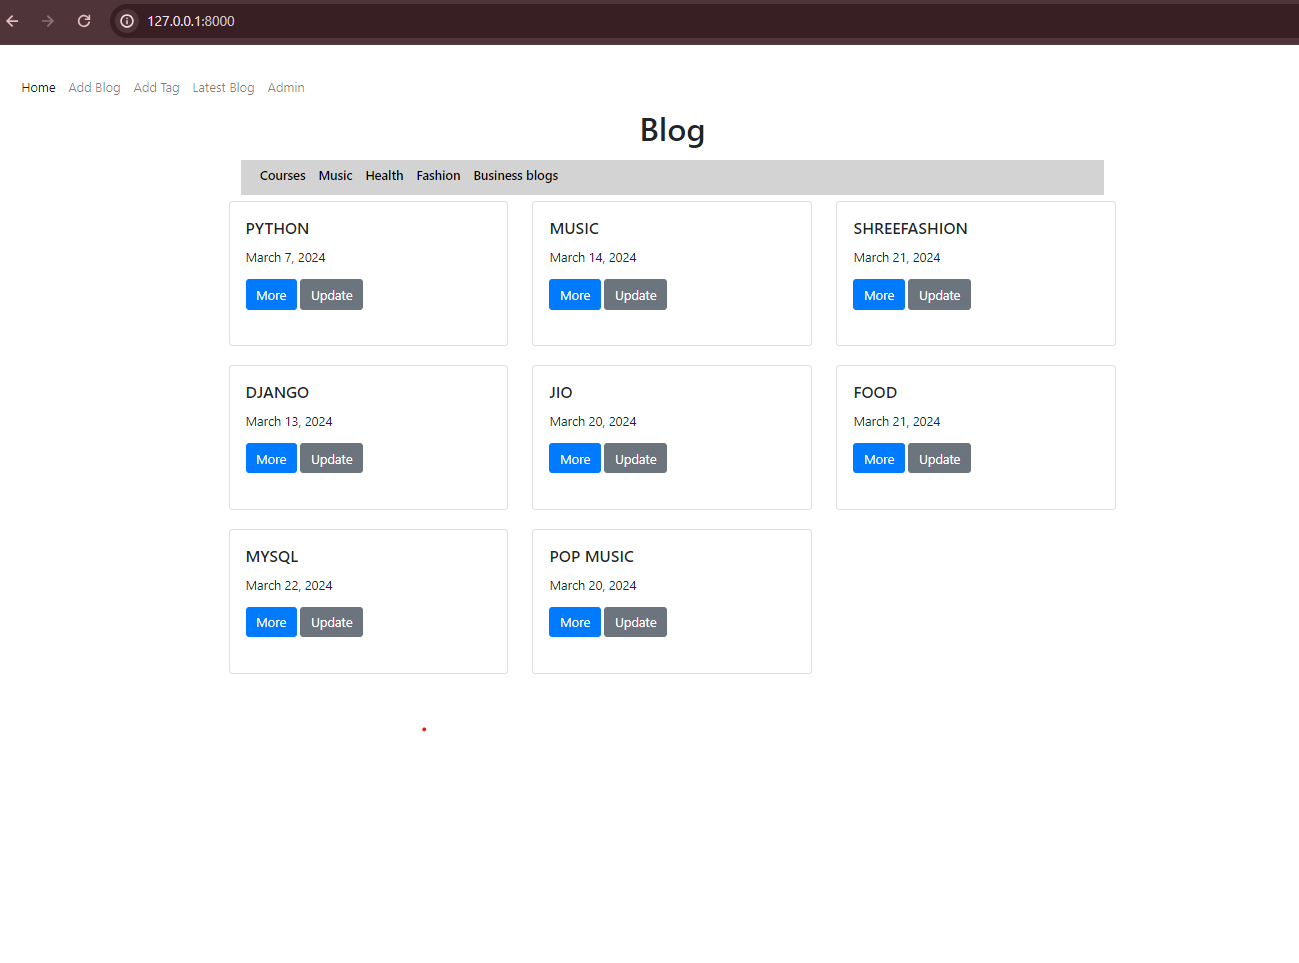 127.0.0.1:8000
Home Add Blog Add Tag Latest Blog Admin
Blog
Courses Music Health Fashion Business blogs
PYTHON
March 7, 2024
More Update
MUSIC
March 14, 2024
More Update
SHREEFASHION
March 21, 2024
More Update
DJANGO
March 13, 2024
More Update
JIO
March 20, 2024
More Update
FOOD
March 21, 2024
More Update
MYSQL
March 22, 2024
More Update
POP MUSIC
March 20, 2024
More Update